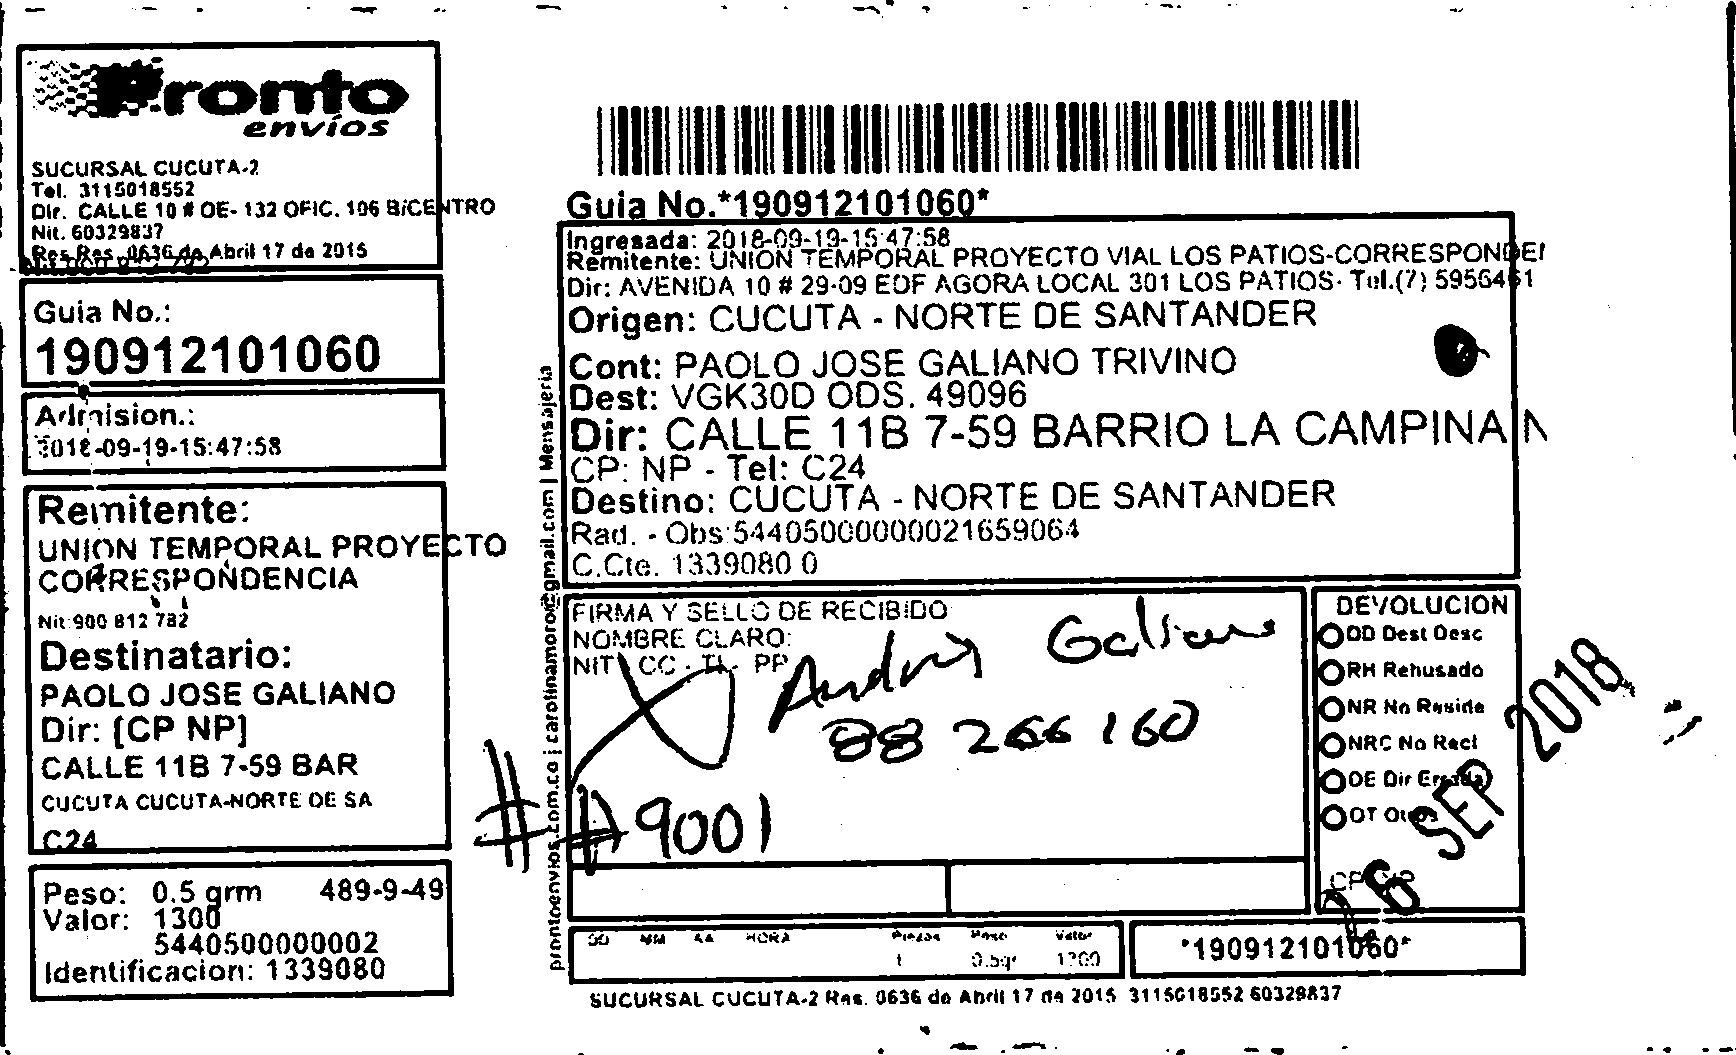 Pronto
envíos
SUCURSAL CUCUTA-2
Tel. 3115018552
Dir. CALLE 10 # OE- 132 OFIC. 106 BICENTRO
Nit. 60329837
Res Res. 0636 de Abril 17 de 2015
Guia No.:
190912101060
Admision.:
2018-09-19-15:47:58
Remitente:
UNION TEMPORAL PROYECTO
CORRESPONDENCIA
Nit 900 812 782
Destinatario:
PAOLO JOSE GALIANO
Dir: [CP NP]
CALLE 11B 7-59 BAR
CUCUTA CUCUTA-NORTE DE SA
C24
Peso: 0.5 grm 489-9-49
Valor: 1300
5440500000002
Identificacion: 1339080
prontoenvios.com.co | carolinamoro@gmail.com | Mensajeria
Guia No.*190912101060*
Ingresada: 2018-09-19-15:47:58
Remitente: UNION TEMPORAL PROYECTO VIAL LOS PATIOS-CORRESPONDEN
Dir: AVENIDA 10 # 29-09 EDF AGORA LOCAL 301 LOS PATIOS- Tel.(7) 5956461
Origen: CUCUTA - NORTE DE SANTANDER
Cont: PAOLO JOSE GALIANO TRIVINO
Dest: VGK30D ODS. 49096
Dir: CALLE 11B 7-59 BARRIO LA CAMPINA N
CP: NP - Tel: C24
Destino: CUCUTA - NORTE DE SANTANDER
Rad. - Obs:5440500000021659064
C.Cte. 1339080 0
FIRMA Y SELLO DE RECIBIDO
NOMBRE CLARO:
NIT CC - TI - PP
Andres Galiano
88 266 160
# #9001
DEVOLUCION
DD Dest Desc
RH Rehusado
NR No Reside
NRC No Recl
DE Dir Errada
OT Otros
26 SEP 2018
DD MM AA HORA Piezas Peso Valor
1 0.5gr 1300
*190912101060*
SUCURSAL CUCUTA-2 Res. 0636 de Abril 17 de 2015 3115018552 60329837